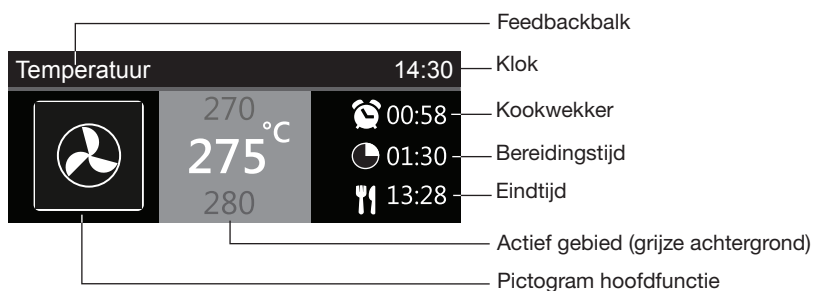 Feedbackbalk
Temperatuur 14:30 Klok
270
00:58 Kookwekker
275°C
01:30 Bereidingstijd
280
13:28 Eindtijd
Actief gebied (grijze achtergrond)
Pictogram hoofdfunctie